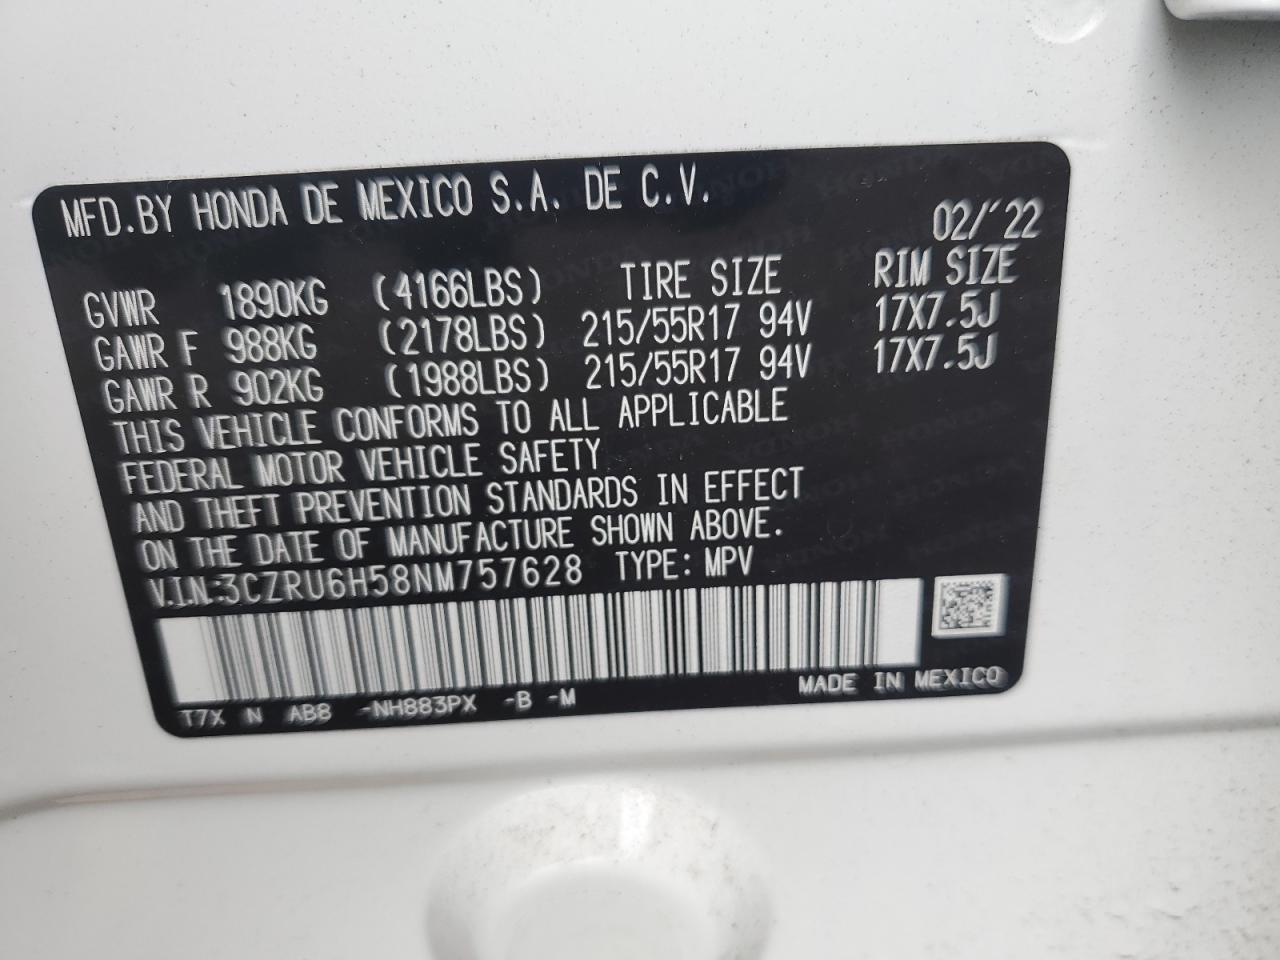 MFD.BY HONDA DE MEXICO S.A. DE C.V.
02/'22
GVWR 1890KG (4166LBS) TIRE SIZE RIM SIZE
GAWR F 988KG (2178LBS) 215/55R17 94V 17X7.5J
GAWR R 902KG (1988LBS) 215/55R17 94V 17X7.5J
THIS VEHICLE CONFORMS TO ALL APPLICABLE
FEDERAL MOTOR VEHICLE SAFETY
AND THEFT PREVENTION STANDARDS IN EFFECT
ON THE DATE OF MANUFACTURE SHOWN ABOVE.
V.I.N:3CZRU6H58NM757628 TYPE: MPV
MADE IN MEXICO
T7X N AB8 -NH883PX -B -M